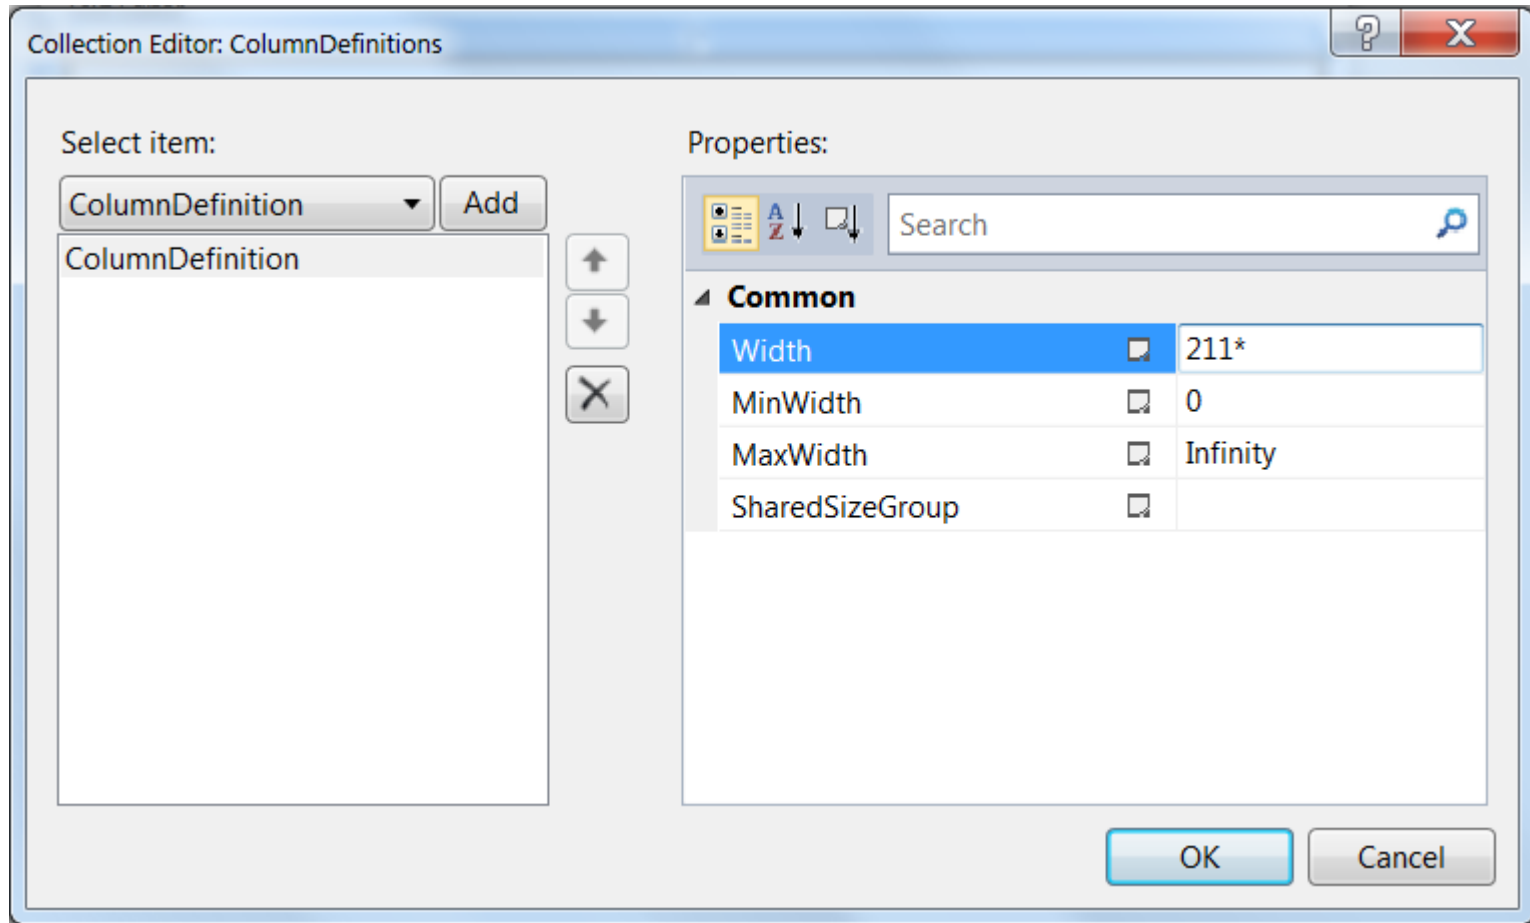 Collection Editor: ColumnDefinitions
Select item:
ColumnDefinition
Add
ColumnDefinition
Properties:
Search
Common
Width 211*
MinWidth 0
MaxWidth Infinity
SharedSizeGroup
OK
Cancel